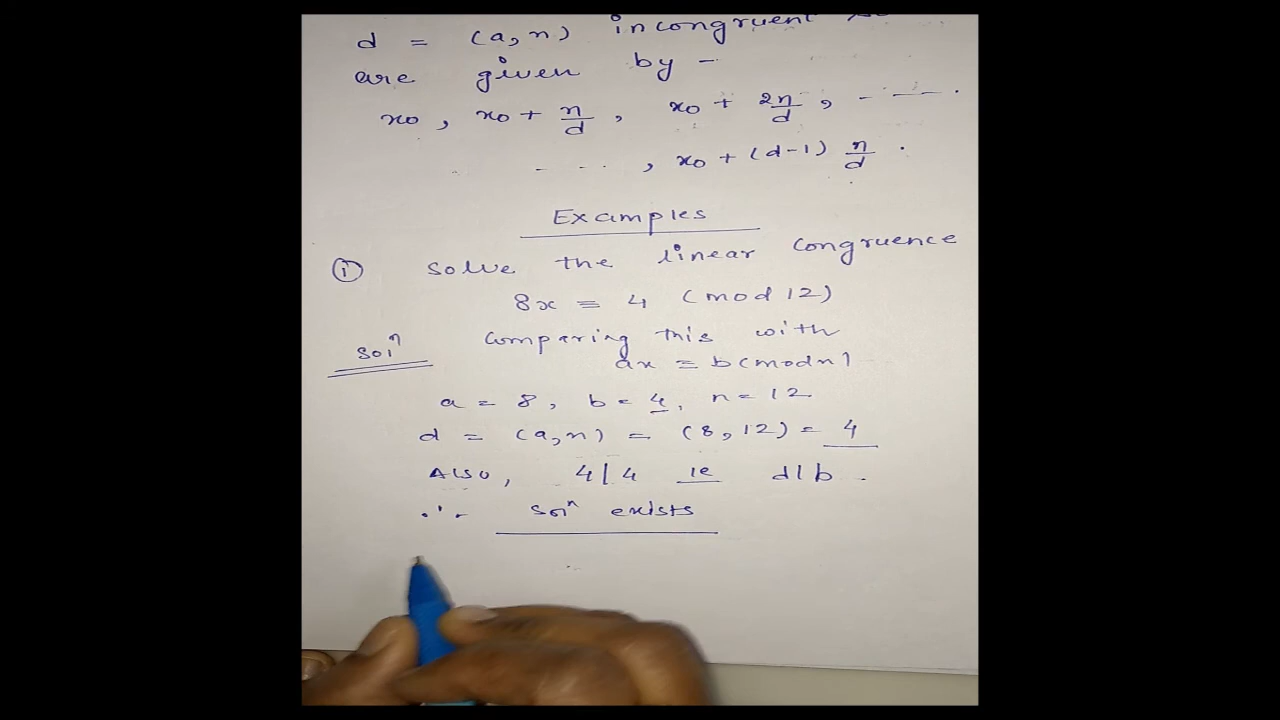 d = (a, n) incongruent
are given by -
x0, x0 + n/d, x0 + 2n/d, - — - .
- - . . , x0 + (d-1) n/d .
Examples
① Solve the linear congruence
8x ≡ 4 (mod 12)
Solⁿ Comparing this with
ax ≡ b (mod n)
a = 8, b = 4, n = 12
d = (a, n) = (8, 12) = 4
Also, 4|4 ie d|b .
∴ Solⁿ exists